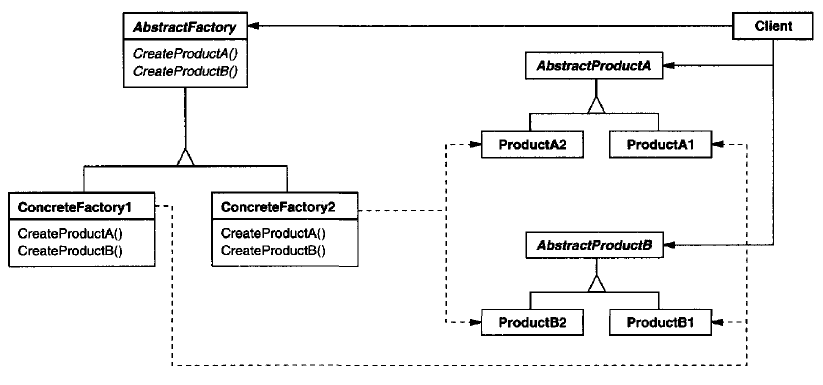 AbstractFactory
CreateProductA()
CreateProductB()
Client
AbstractProductA
ProductA2
ProductA1
ConcreteFactory1
CreateProductA()
CreateProductB()
ConcreteFactory2
CreateProductA()
CreateProductB()
AbstractProductB
ProductB2
ProductB1